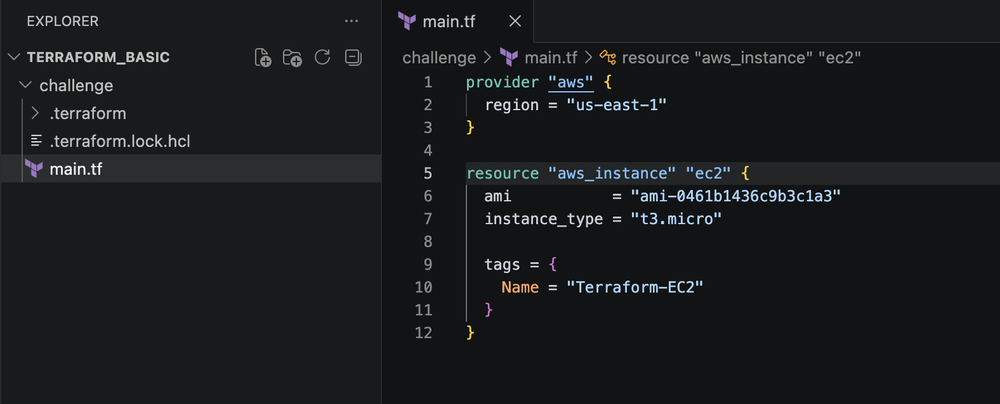 EXPLORER
TERRAFORM_BASIC
challenge
.terraform
.terraform.lock.hcl
main.tf
main.tf
challenge > main.tf > resource "aws_instance" "ec2"
1 provider "aws" {
2   region = "us-east-1"
3 }
4
5 resource "aws_instance" "ec2" {
6   ami           = "ami-0461b1436c9b3c1a3"
7   instance_type = "t3.micro"
8
9   tags = {
10     Name = "Terraform-EC2"
11   }
12 }